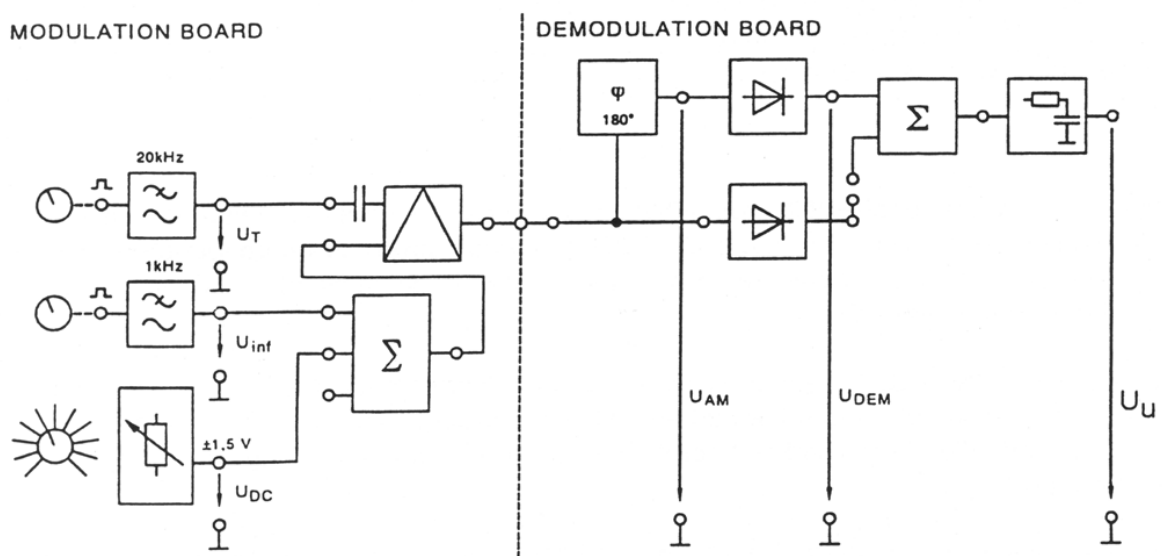 MODULATION BOARD
DEMODULATION BOARD
φ
180°
Σ
20kHz
U_T
1kHz
U_inf
Σ
±1.5 V
U_DC
U_AM
U_DEM
U_u